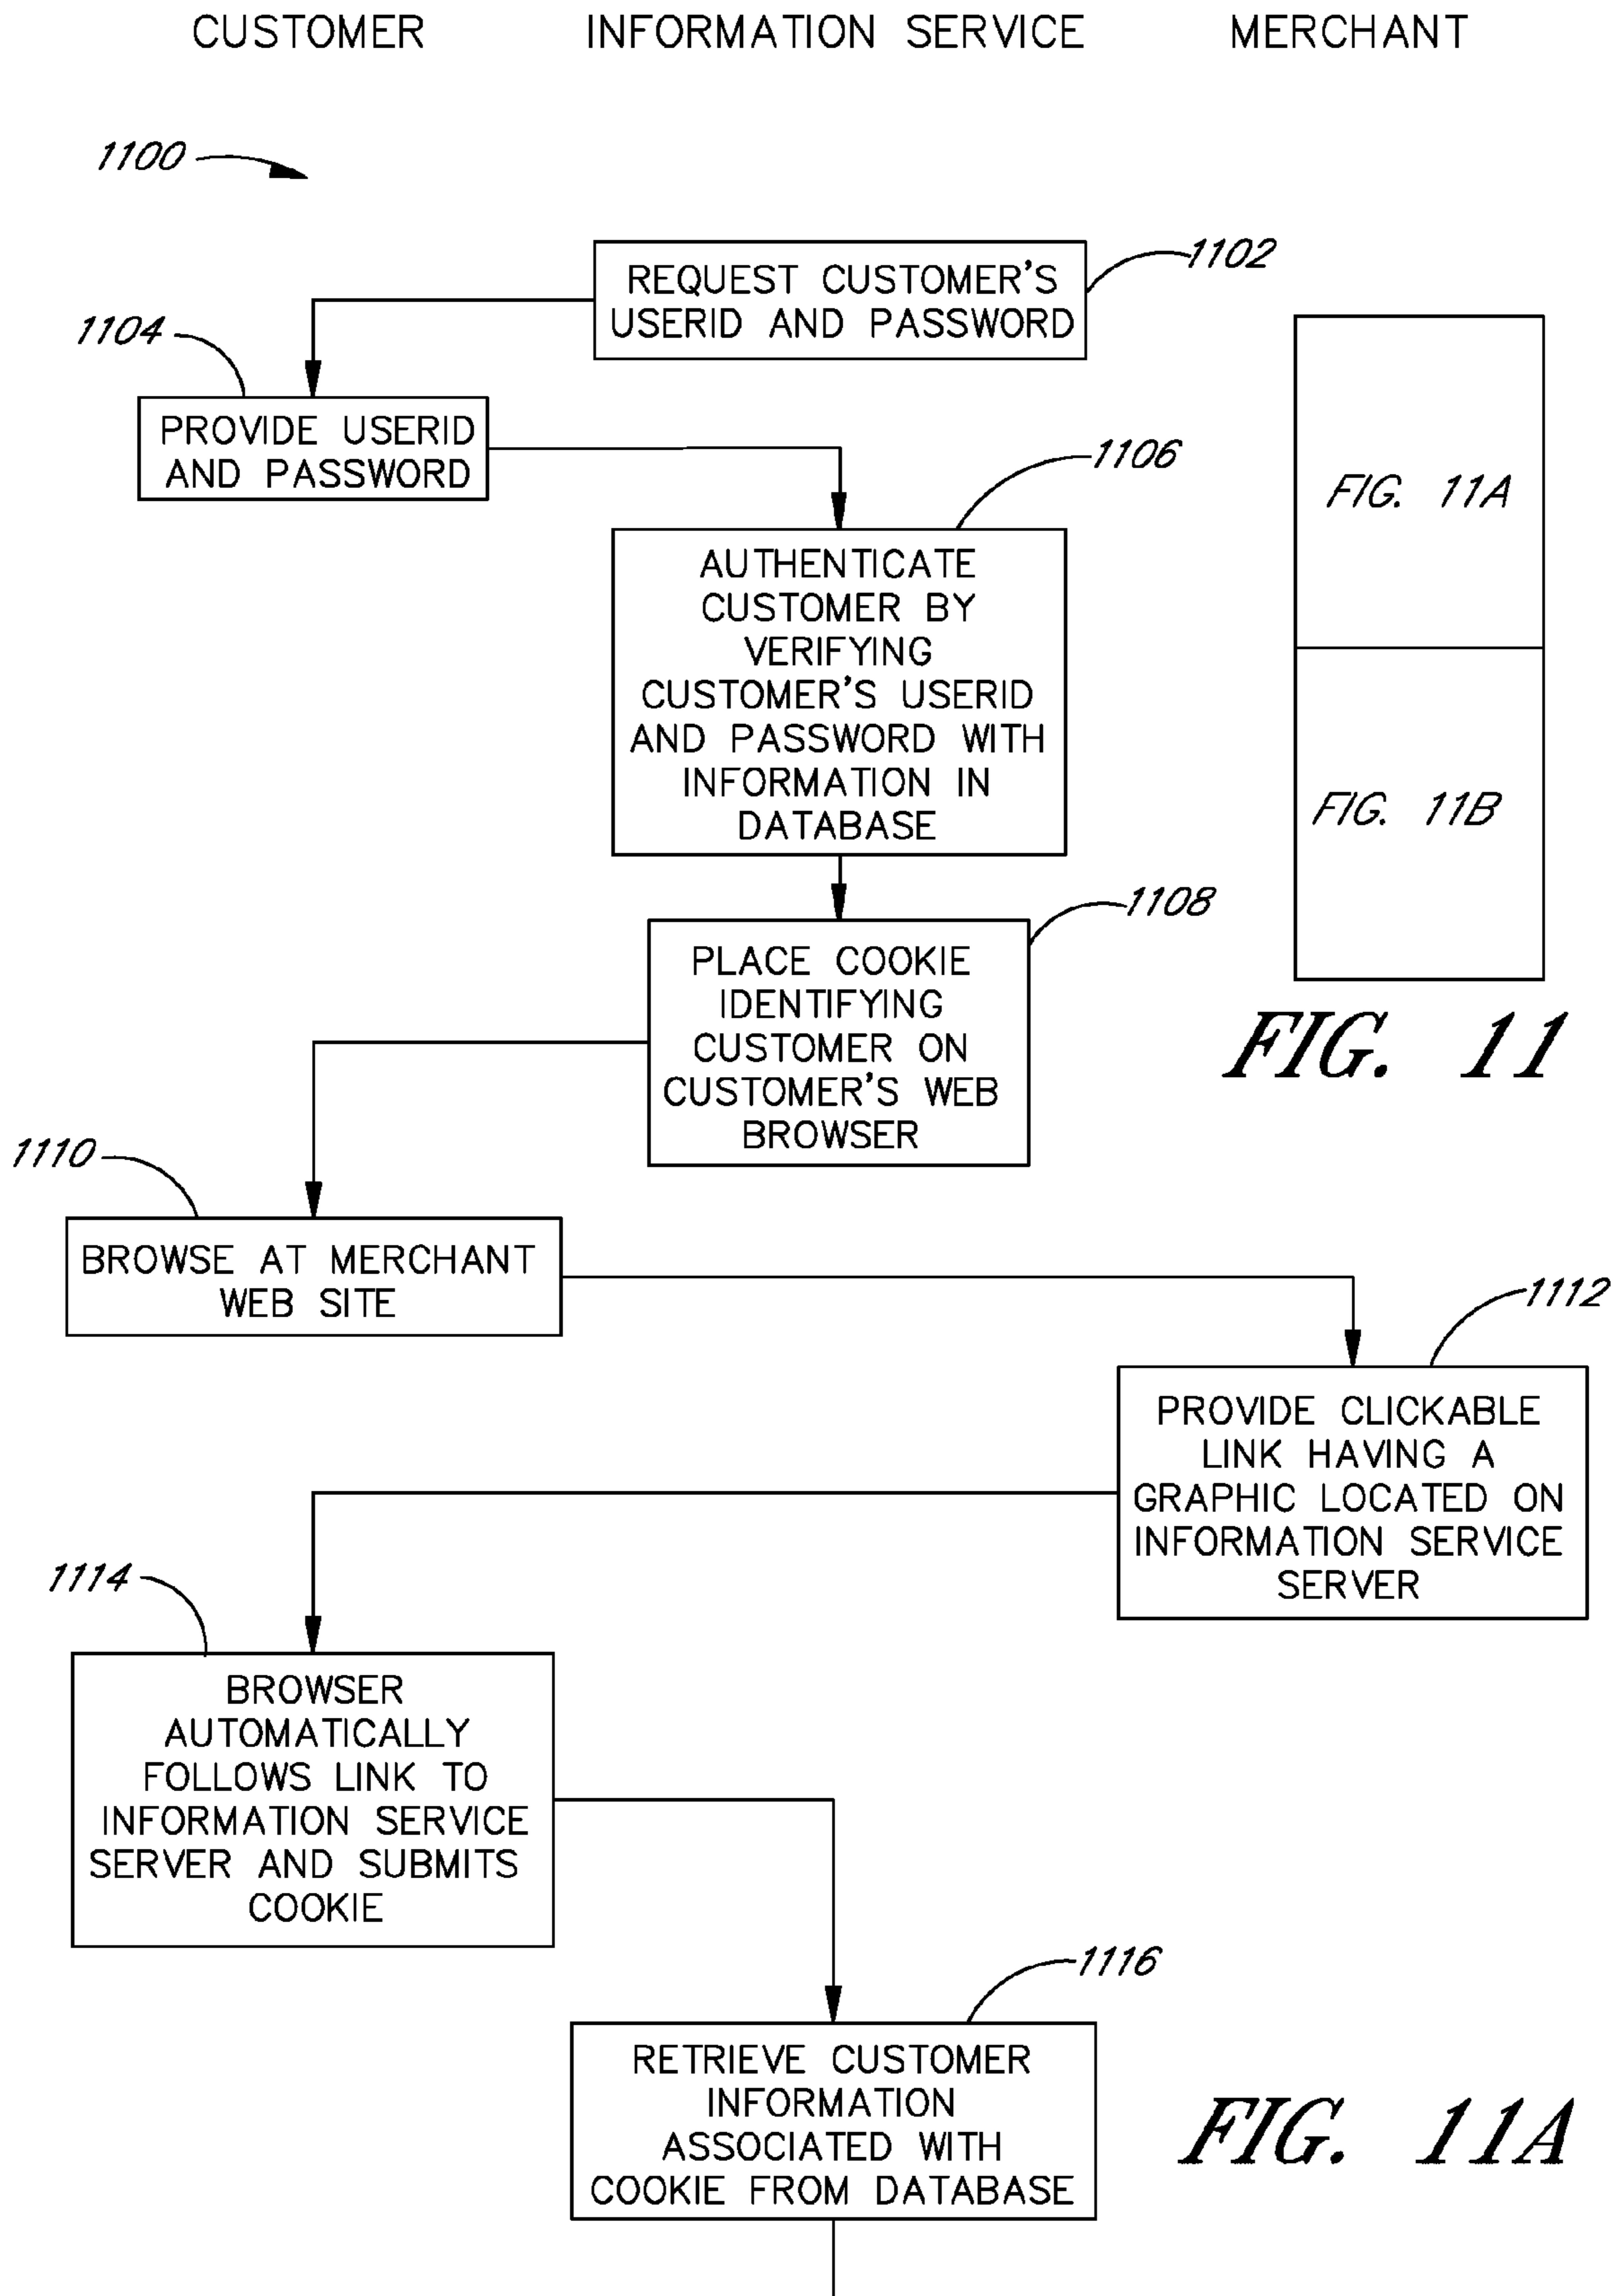 CUSTOMER INFORMATION SERVICE MERCHANT
1100
1102
REQUEST CUSTOMER'S
USERID AND PASSWORD
1104
PROVIDE USERID
AND PASSWORD
1106
AUTHENTICATE
CUSTOMER BY
VERIFYING
CUSTOMER'S USERID
AND PASSWORD WITH
INFORMATION IN
DATABASE
FIG. 11A
FIG. 11B
FIG. 11
1108
PLACE COOKIE
IDENTIFYING
CUSTOMER ON
CUSTOMER'S WEB
BROWSER
1110
BROWSE AT MERCHANT
WEB SITE
1112
PROVIDE CLICKABLE
LINK HAVING A
GRAPHIC LOCATED ON
INFORMATION SERVICE
SERVER
1114
BROWSER
AUTOMATICALLY
FOLLOWS LINK TO
INFORMATION SERVICE
SERVER AND SUBMITS
COOKIE
1116
RETRIEVE CUSTOMER
INFORMATION
ASSOCIATED WITH
COOKIE FROM DATABASE
FIG. 11A